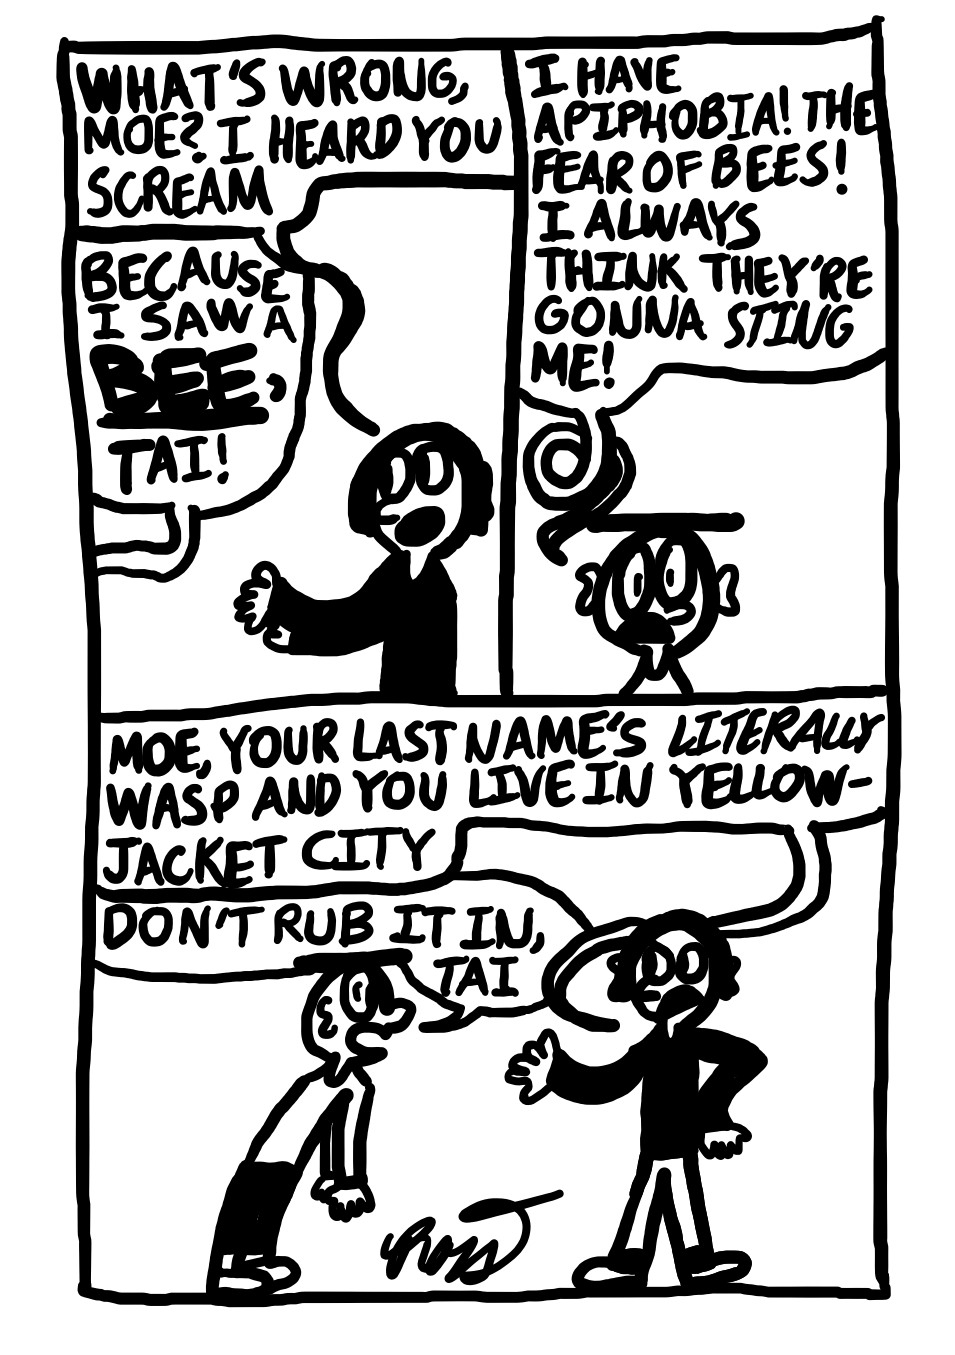 WHAT'S WRONG,
MOE? I HEARD YOU
SCREAM
BECAUSE
I SAW A
BEE,
TAI!
I HAVE
APIPHOBIA! THE
FEAR OF BEES!
I ALWAYS
THINK THEY'RE
GONNA STING
ME!
MOE, YOUR LAST NAME'S LITERALLY
WASP AND YOU LIVE IN YELLOW-
JACKET CITY
DON'T RUB IT IN,
TAI